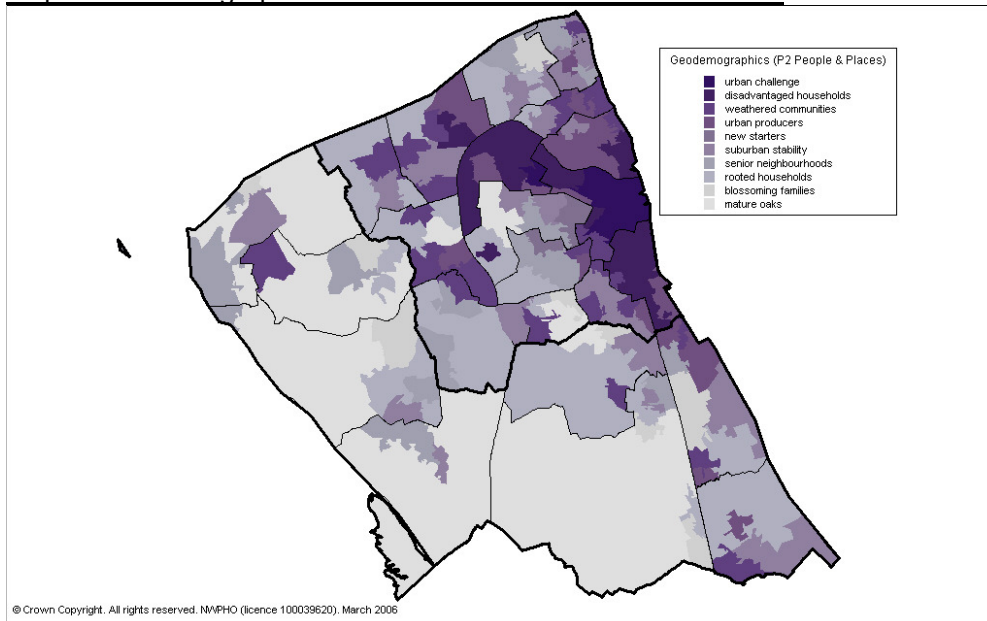 Geodemographics (P2 People & Places)
urban challenge
disadvantaged households
weathered communities
urban producers
new starters
suburban stability
senior neighbourhoods
rooted households
blossoming families
mature oaks
© Crown Copyright. All rights reserved. NWPHO (licence 100039620). March 2006